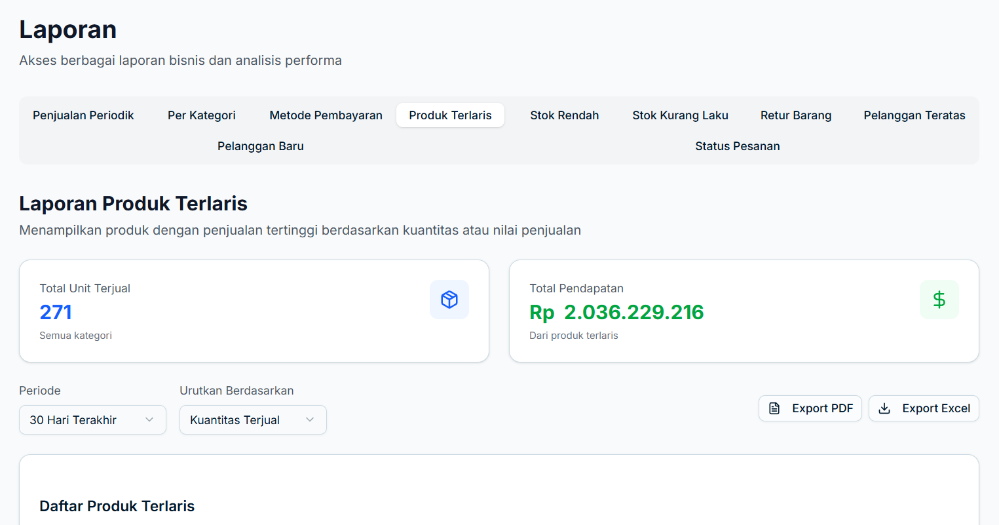 Laporan
Akses berbagai laporan bisnis dan analisis performa
Penjualan Periodik
Per Kategori
Metode Pembayaran
Produk Terlaris
Stok Rendah
Stok Kurang Laku
Retur Barang
Pelanggan Teratas
Pelanggan Baru
Status Pesanan
Laporan Produk Terlaris
Menampilkan produk dengan penjualan tertinggi berdasarkan kuantitas atau nilai penjualan
Total Unit Terjual
271
Semua kategori
Total Pendapatan
Rp 2.036.229.216
Dari produk terlaris
Periode
30 Hari Terakhir
Urutkan Berdasarkan
Kuantitas Terjual
Export PDF
Export Excel
Daftar Produk Terlaris